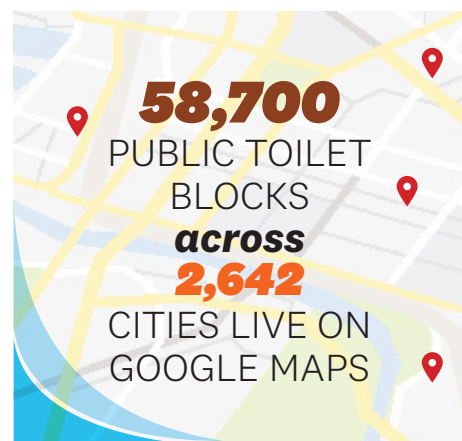 58,700
PUBLIC TOILET
BLOCKS
across
2,642
CITIES LIVE ON
GOOGLE MAPS